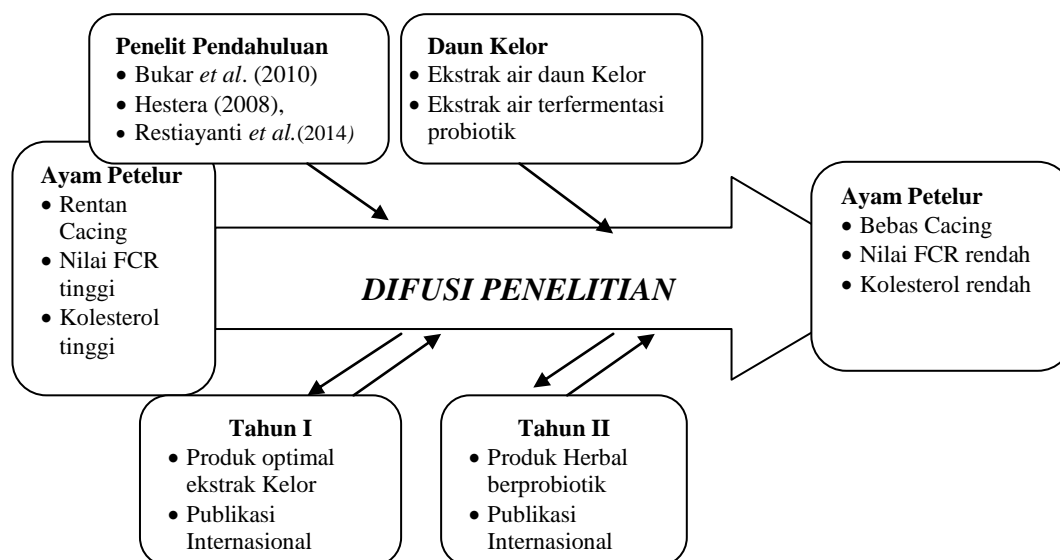 Penelit Pendahuluan
• Bukar et al. (2010)
• Hestera (2008),
• Restiayanti et al.(2014)
Daun Kelor
• Ekstrak air daun Kelor
• Ekstrak air terfermentasi
probiotik
Ayam Petelur
• Rentan
Cacing
• Nilai FCR
tinggi
• Kolesterol
tinggi
DIFUSI PENELITIAN
Ayam Petelur
• Bebas Cacing
• Nilai FCR rendah
• Kolesterol rendah
Tahun I
• Produk optimal
ekstrak Kelor
• Publikasi
Internasional
Tahun II
• Produk Herbal
berprobiotik
• Publikasi
Internasional